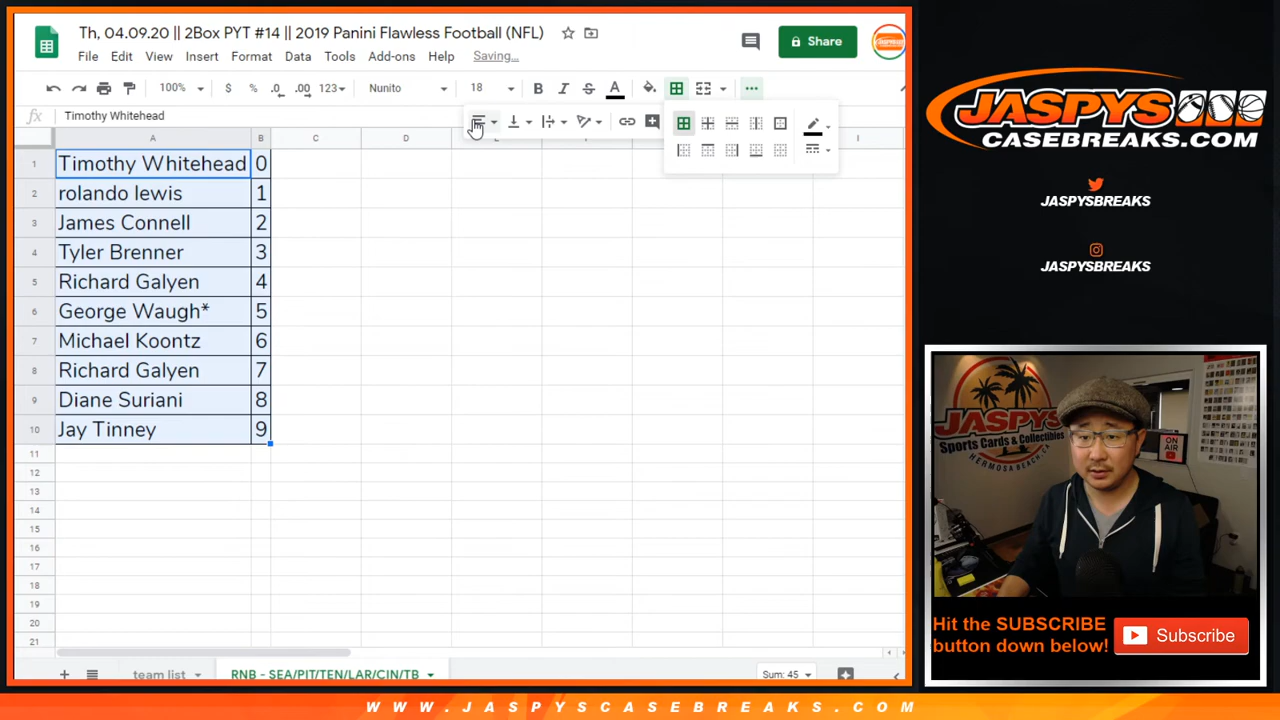 Th, 04.09.20 || 2Box PYT #14 || 2019 Panini Flawless Football (NFL)
File Edit View Insert Format Data Tools Add-ons Help Saving...
Share
100% $ % .0 .00 123 Nunito 18 B I S A
fx Timothy Whitehead
A B C D I
1 Timothy Whitehead 0
2 rolando lewis 1
3 James Connell 2
4 Tyler Brenner 3
5 Richard Galyen 4
6 George Waugh* 5
7 Michael Koontz 6
8 Richard Galyen 7
9 Diane Suriani 8
10 Jay Tinney 9
11
12
13
14
15
16
17
18
19
20
21
team list RNB - SEA/PIT/TEN/LAR/CIN/TB Sum: 45
JASPYS
CASEBREAKS.COM
JASPYSBREAKS
JASPYSBREAKS
JASPYS
Sports Cards & Collectibles
HERMOSA BEACH, CA
ON AIR
Hit the SUBSCRIBE
button down below!
Subscribe
WWW.JASPYSCASEBREAKS.COM